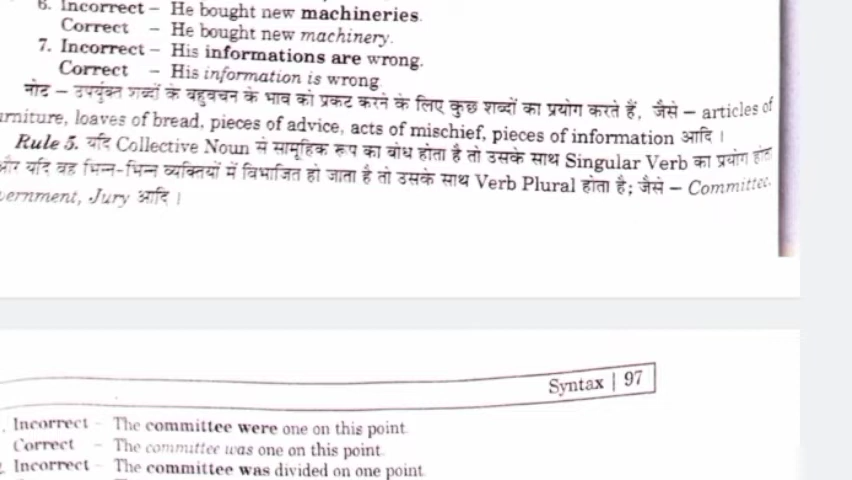 6. Incorrect – He bought new machineries.
Correct – He bought new machinery.
7. Incorrect – His informations are wrong.
Correct – His information is wrong.
नोट – उपर्युक्त शब्दों के बहुवचन के भाव को प्रकट करने के लिए कुछ शब्दों का प्रयोग करते हैं, जैसे – articles of
urniture, loaves of bread, pieces of advice, acts of mischief, pieces of information आदि।
Rule 5. यदि Collective Noun से सामूहिक रूप का बोध होता है तो उसके साथ Singular Verb का प्रयोग होता
और यदि वह भिन्न-भिन्न व्यक्तियों में विभाजित हो जाता है तो उसके साथ Verb Plural होता है; जैसे – Committee,
vernment, Jury आदि।
Syntax | 97
Incorrect – The committee were one on this point.
Correct – The committee was one on this point.
Incorrect – The committee was divided on one point.